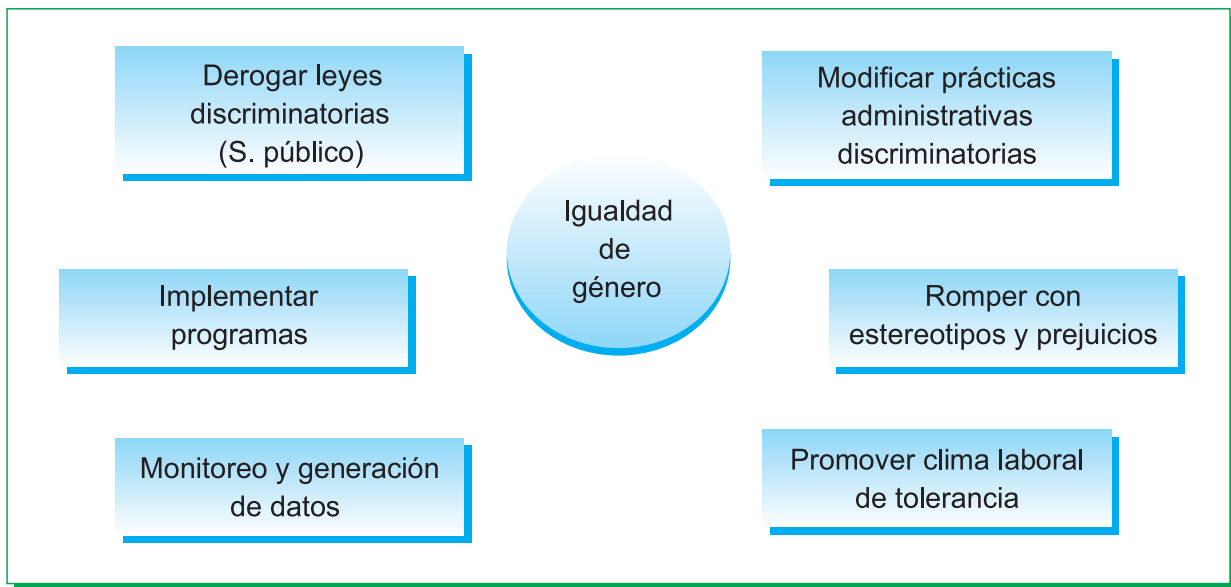 Derogar leyes
discriminatorias
(S. público)
Modificar prácticas
administrativas
discriminatorias
Igualdad
de
género
Implementar
programas
Romper con
estereotipos y prejuicios
Monitoreo y generación
de datos
Promover clima laboral
de tolerancia